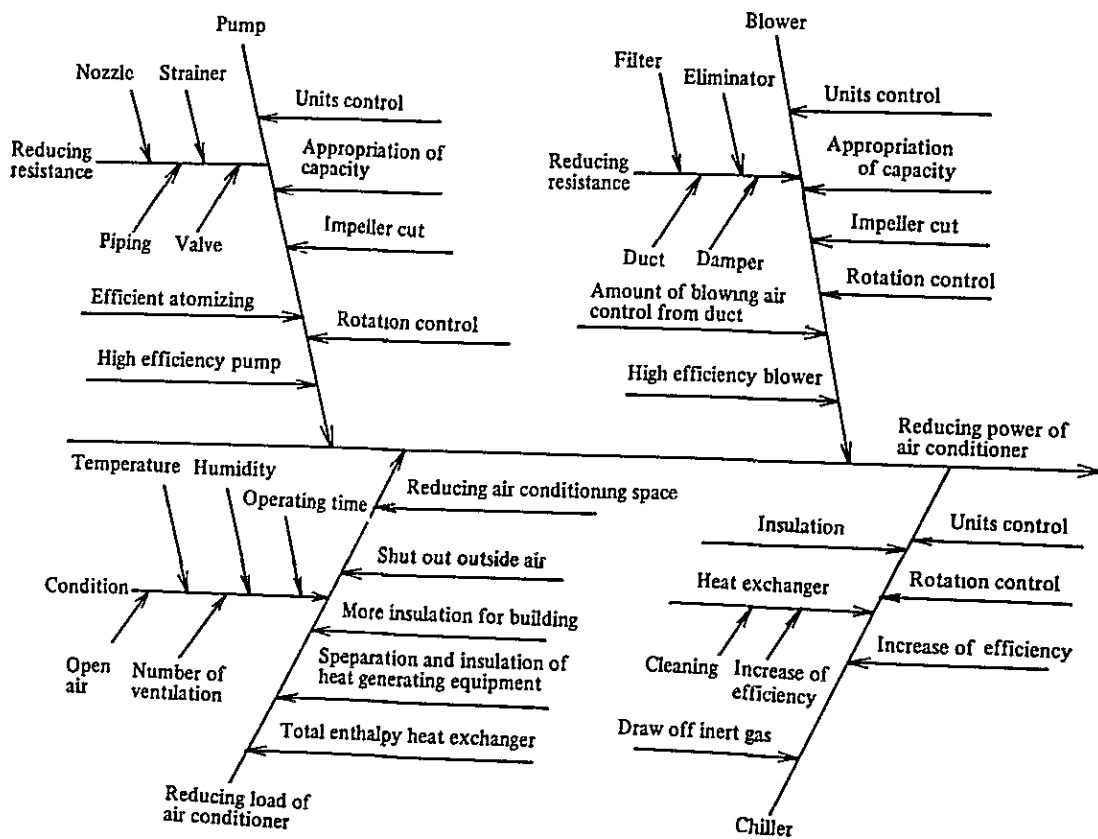 Pump
Nozzle
Strainer
Units control
Reducing
resistance
Appropriation of
capacity
Piping
Valve
Impeller cut
Efficient atomizing
Rotation control
High efficiency pump
Blower
Filter
Eliminator
Units control
Reducing
resistance
Appropriation
of capacity
Duct
Damper
Impeller cut
Rotation control
Amount of blowing air
control from duct
High efficiency blower
Reducing power of
air conditioner
Temperature
Humidity
Operating time
Reducing air conditioning space
Condition
Shut out outside air
Open
air
Number of
ventilation
More insulation for building
Speparation and insulation of
heat generating equipment
Total enthalpy heat exchanger
Reducing load of
air conditioner
Insulation
Units control
Heat exchanger
Rotation control
Cleaning
Increase of
efficiency
Increase of efficiency
Draw off inert gas
Chiller